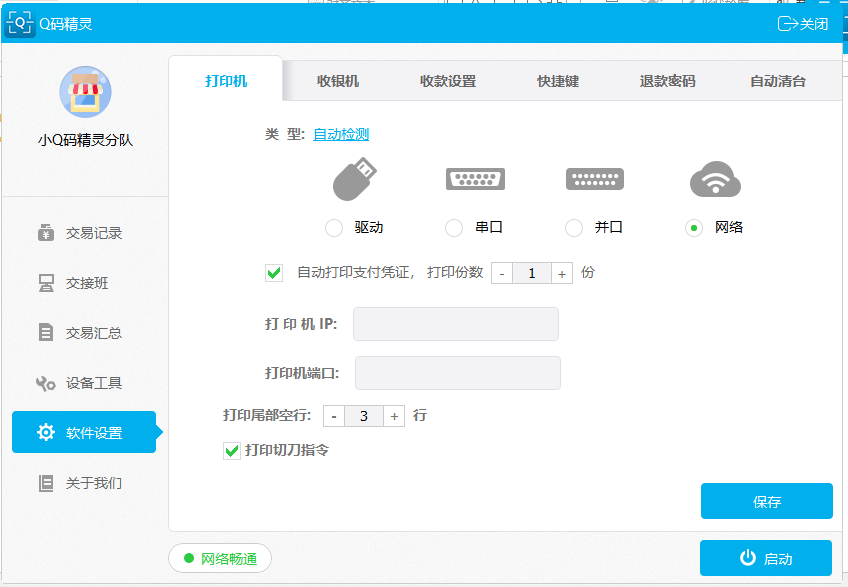 Q码精灵
关闭
小Q码精灵分队
交易记录
交接班
交易汇总
设备工具
软件设置
关于我们
打印机 收银机 收款设置 快捷键 退款密码 自动清台
类 型: 自动检测
驱动 串口 并口 网络
自动打印支付凭证, 打印份数 - 1 + 份
打 印 机 IP:
打印机端口:
打印尾部空行: - 3 + 行
打印切刀指令
保存
网络畅通
启动